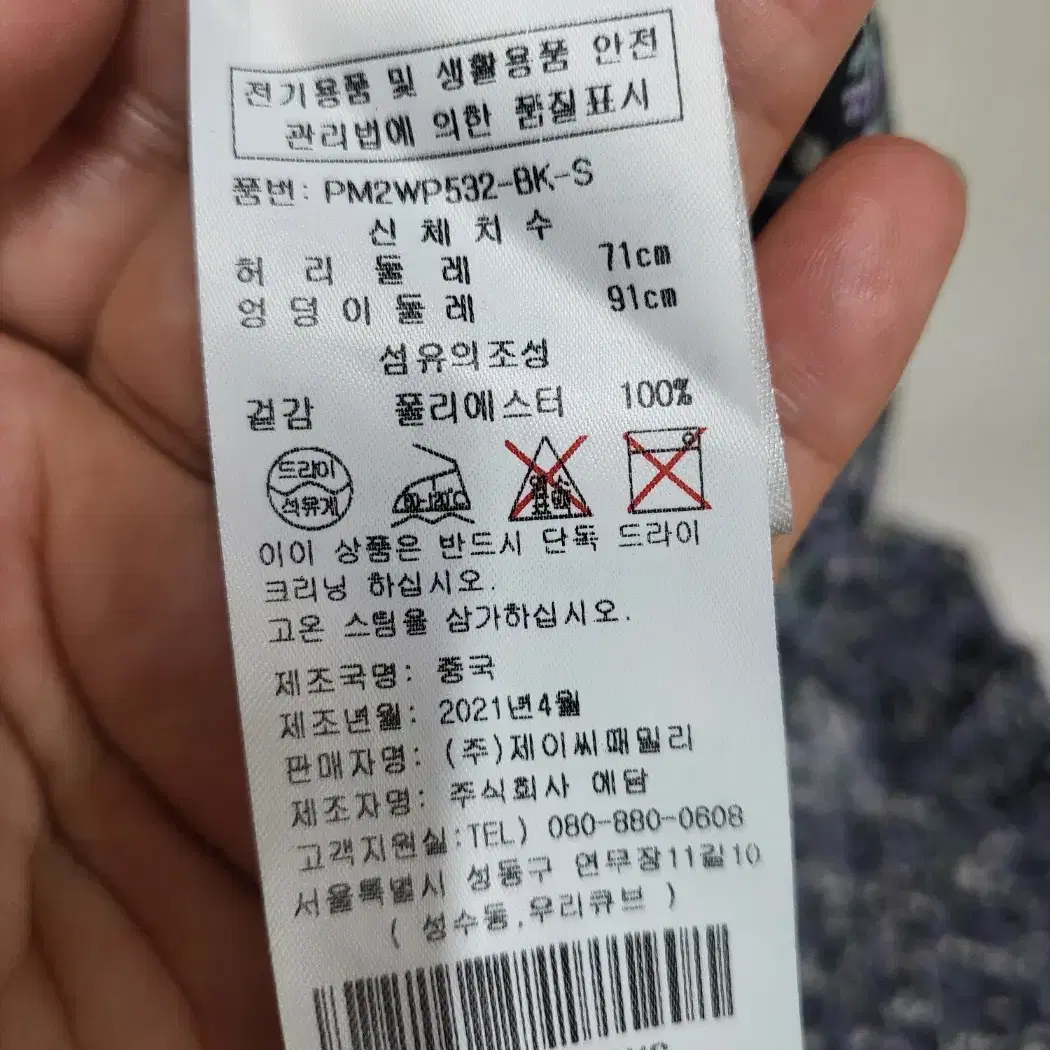 전기용품 및 생활용품 안전
관리법에 의한 품질표시
품번: PM2WP532-BK-S
신 체 치 수
허 리 둘 레 71cm
엉 덩 이 둘 레 91cm
섬유의조성
겉감 폴리에스터 100%
드라이
석유계
80~120℃
염소
표백
이이 상품은 반드시 단독 드라이
크리닝 하십시오.
고온 스팀을 삼가하십시오.
제조국명: 중국
제조년월: 2021년4월
판매자명: (주)제이씨패밀리
제조자명: 주식회사 예담
고객지원실:TEL) 080-880-0608
서울특별시 성동구 연무장11길10
( 성수동,우리큐브 )